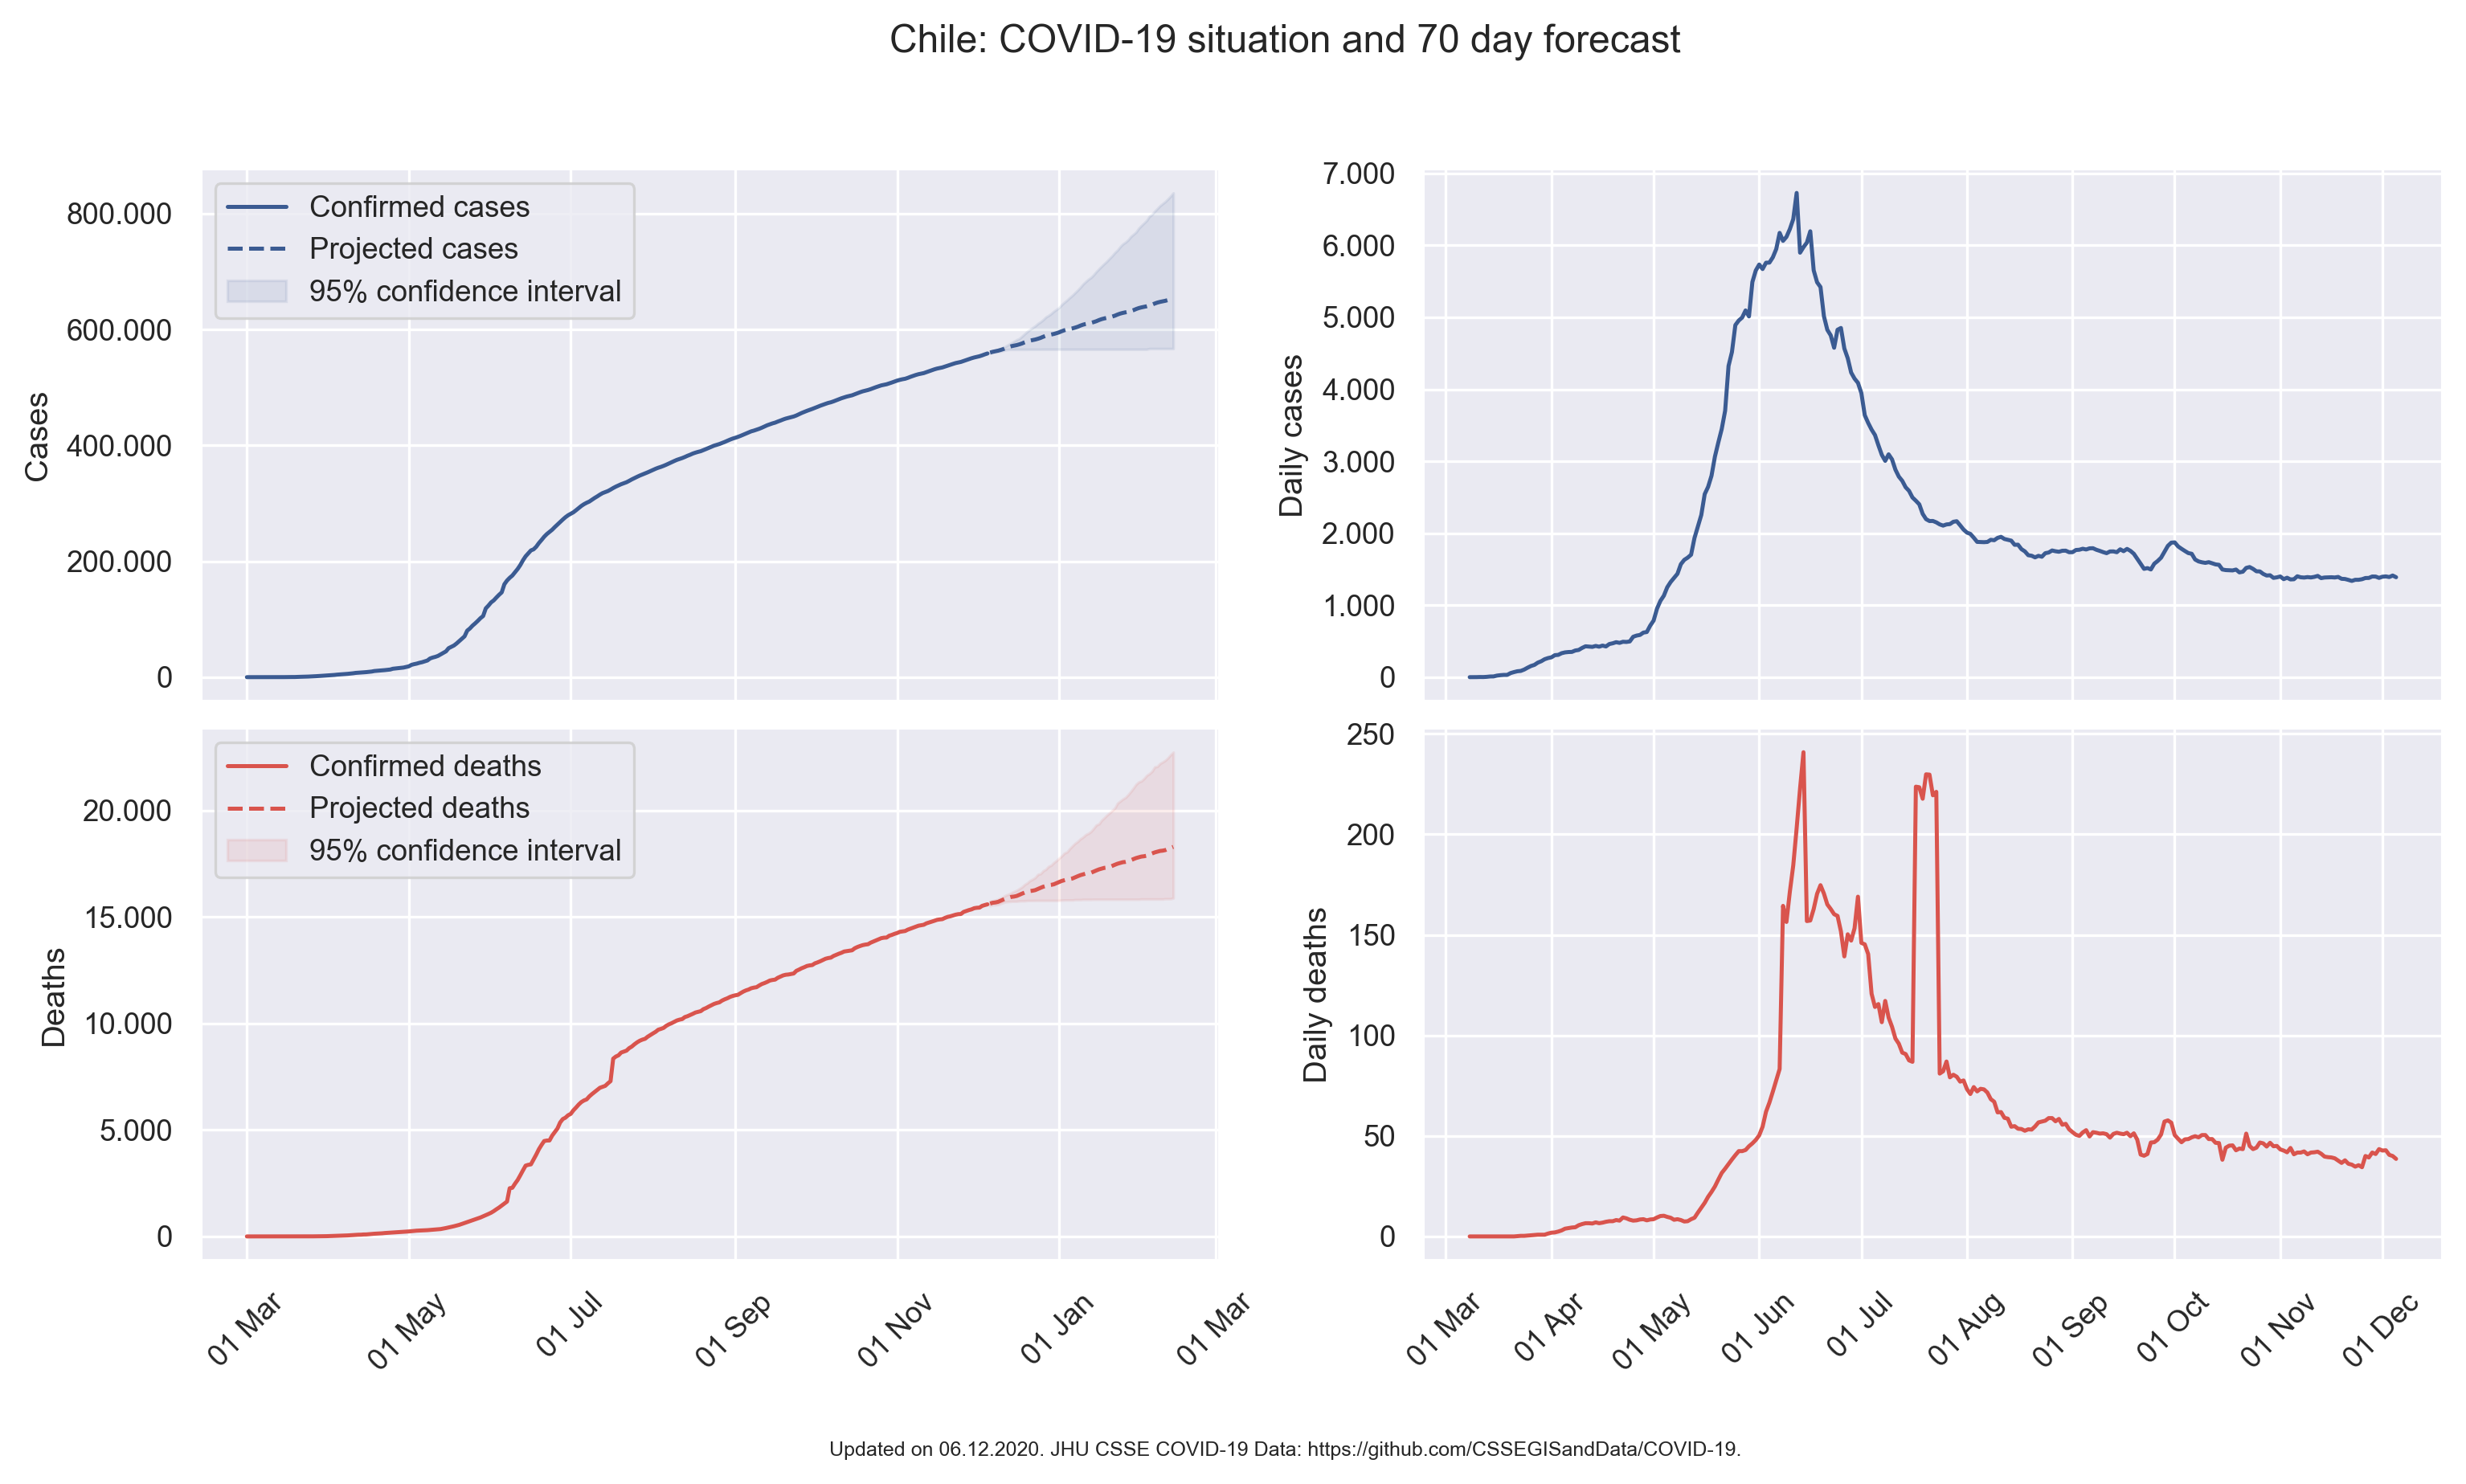 Chile: COVID-19 situation and 70 day forecast
Cases
800.000
600.000
400.000
200.000
0
Confirmed cases
Projected cases
95% confidence interval
Daily cases
7.000
6.000
5.000
4.000
3.000
2.000
1.000
0
Deaths
20.000
15.000
10.000
5.000
0
Confirmed deaths
Projected deaths
95% confidence interval
01 Mar
01 May
01 Jul
01 Sep
01 Nov
01 Jan
01 Mar
Daily deaths
250
200
150
100
50
0
01 Mar
01 Apr
01 May
01 Jun
01 Jul
01 Aug
01 Sep
01 Oct
01 Nov
01 Dec
Updated on 06.12.2020. JHU CSSE COVID-19 Data: https://github.com/CSSEGISandData/COVID-19.